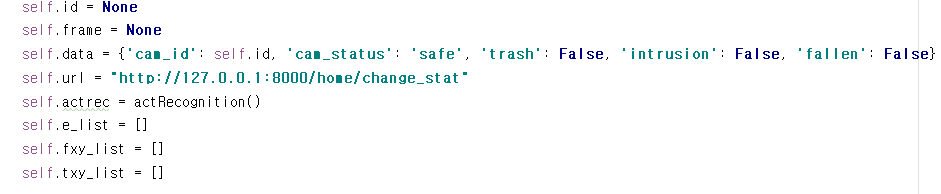 self.id = None
self.frame = None
self.data = {'cam_id': self.id, 'cam_status': 'safe', 'trash': False, 'intrusion': False, 'fallen': False}
self.url = "http://127.0.0.1:8000/home/change_stat"
self.actrec = actRecognition()
self.e_list = []
self.fxy_list = []
self.txy_list = []